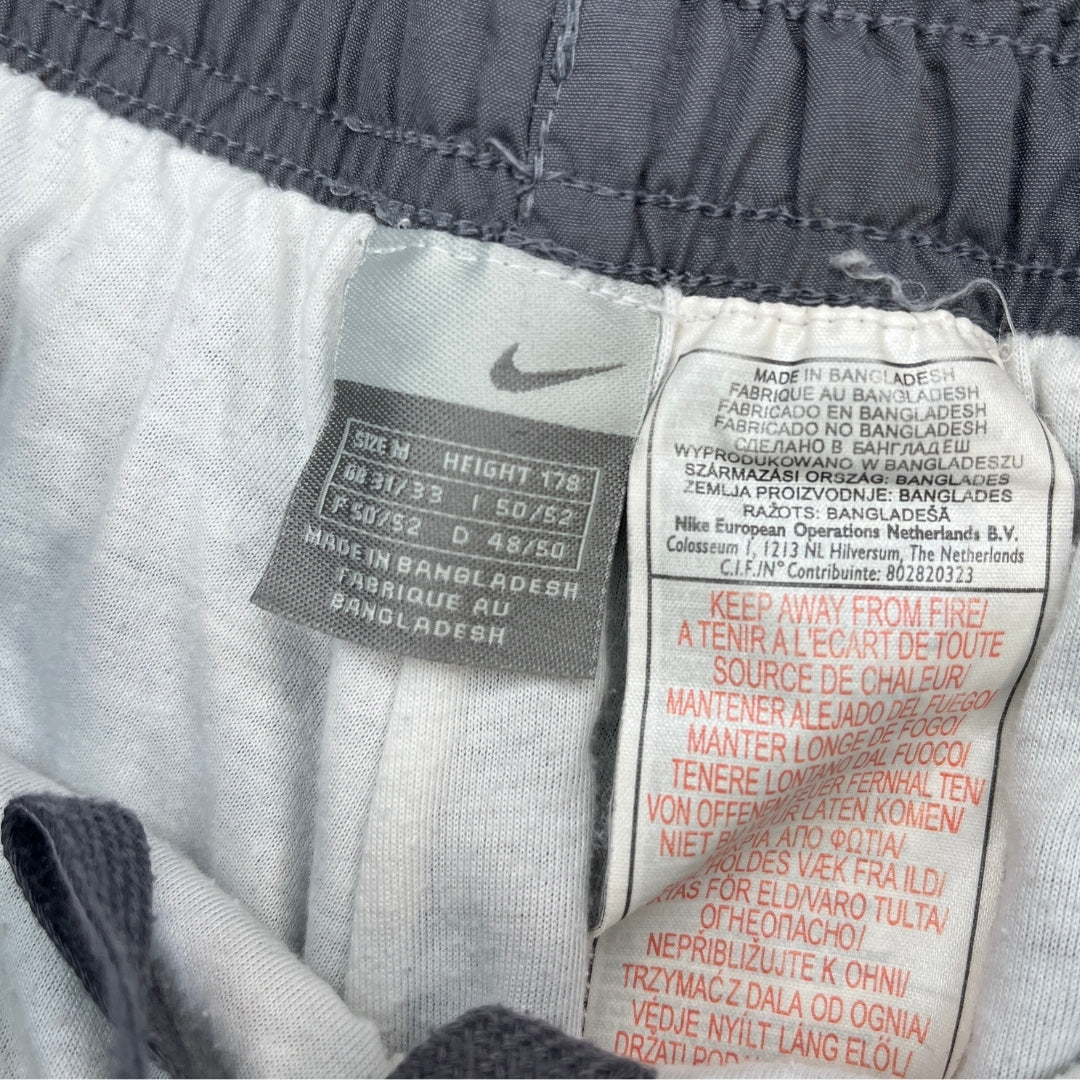 SIZE M HEIGHT 178
GB 31/33 I 50/52
F 50/52 D 48/50
MADE IN BANGLADESH
FABRIQUE AU
BANGLADESH
MADE IN BANGLADESH
FABRIQUE AU BANGLADESH
FABRICADO EN BANGLADESH
FABRICADO NO BANGLADESH
СДЕЛАНО В БАНГЛАДЕШ
WYPRODUKOWANO W BANGLADESZU
SZÁRMAZÁSI ORSZÁG: BANGLADES
ZEMLJA PROIZVODNJE: BANGLADES
RAŽOTS: BANGLADEŠĀ
Nike European Operations Netherlands B.V.
Colosseum 1, 1213 NL Hilversum, The Netherlands
C.I.F./N° Contribuinte: 802820323
KEEP AWAY FROM FIRE/
A TENIR A L'ECART DE TOUTE
SOURCE DE CHALEUR/
MANTENER ALEJADO DEL FUEGO/
MANTER LONGE DE FOGO/
TENERE LONTANO DAL FUOCO/
VON OFFENEM FEUER FERNHALTEN/
NIET LATEN KOMEN/
ΑΠΟ ΦΩΤΙΑ/
HOLDES VÆK FRA ILD/
FÖR ELD/VARO TULTA/
ОГНЕОПАСНО/
NEPŘIBLIŽUJTE K OHNI/
TRZYMAĆ Z DALA OD OGNIA/
VÉDJE NYÍLT LÁNG ELŐL/
DRŽATI